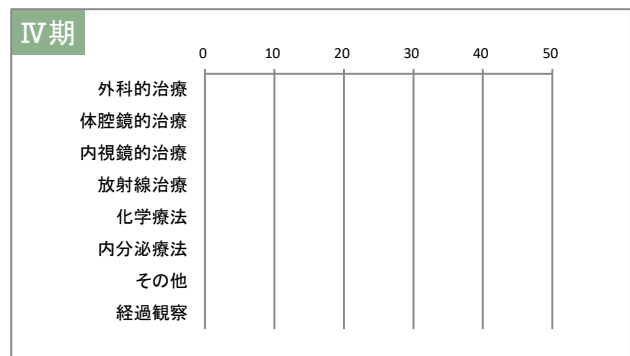 Ⅳ期
0 10 20 30 40 50
外科的治療
体腔鏡的治療
内視鏡的治療
放射線治療
化学療法
内分泌療法
その他
経過観察